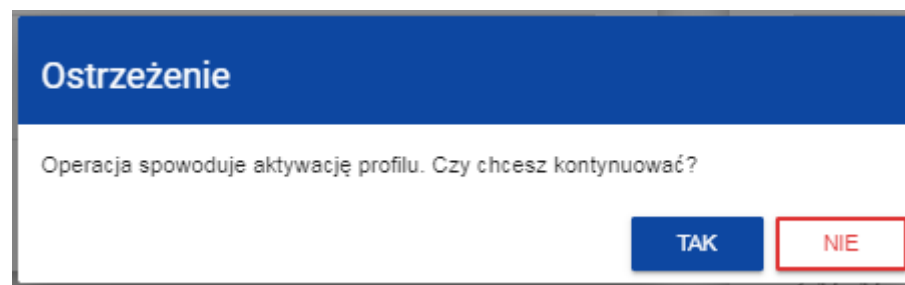 Ostrzeżenie
Operacja spowoduje aktywację profilu. Czy chcesz kontynuować?
TAK NIE